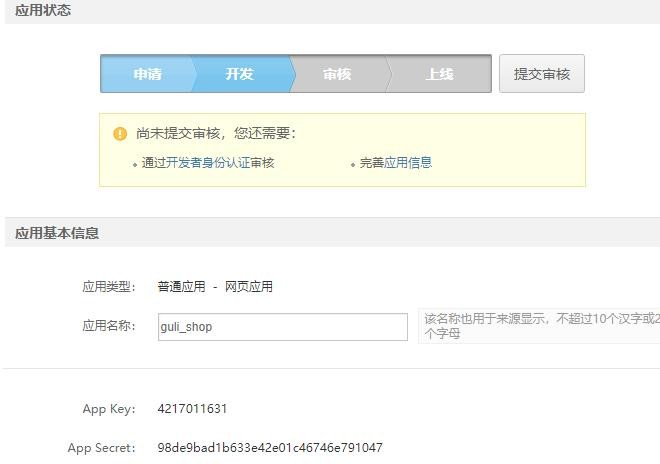 应用状态
申请 开发 审核 上线 提交审核
尚未提交审核，您还需要：
• 通过开发者身份认证审核 • 完善应用信息
应用基本信息
应用类型： 普通应用 - 网页应用
应用名称： guli_shop 该名称也用于来源显示，不超过10个汉字或2
个字母
App Key： 4217011631
App Secret： 98de9bad1b633e42e01c46746e791047